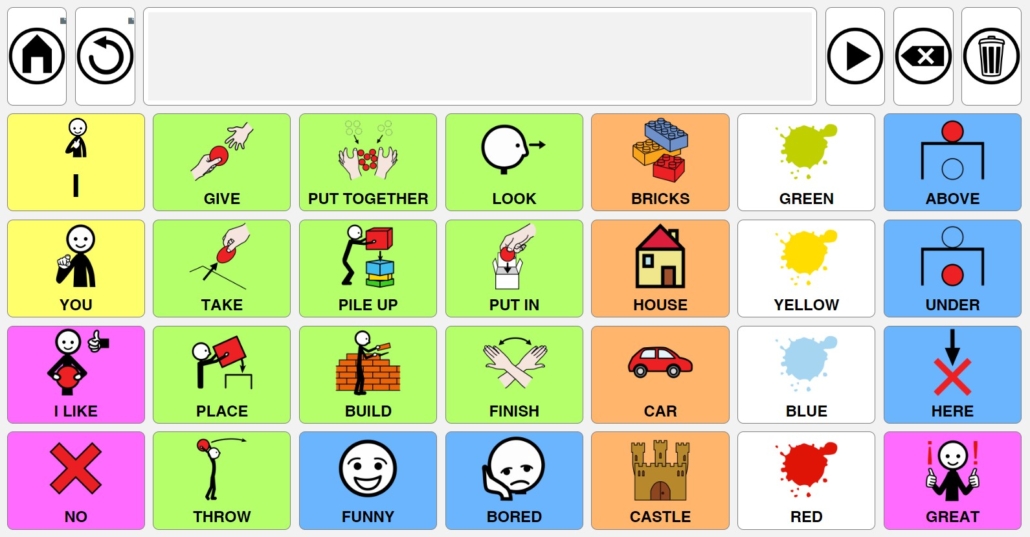 I
GIVE
PUT TOGETHER
LOOK
BRICKS
GREEN
ABOVE
YOU
TAKE
PILE UP
PUT IN
HOUSE
YELLOW
UNDER
I LIKE
PLACE
BUILD
FINISH
CAR
BLUE
HERE
NO
THROW
FUNNY
BORED
CASTLE
RED
GREAT